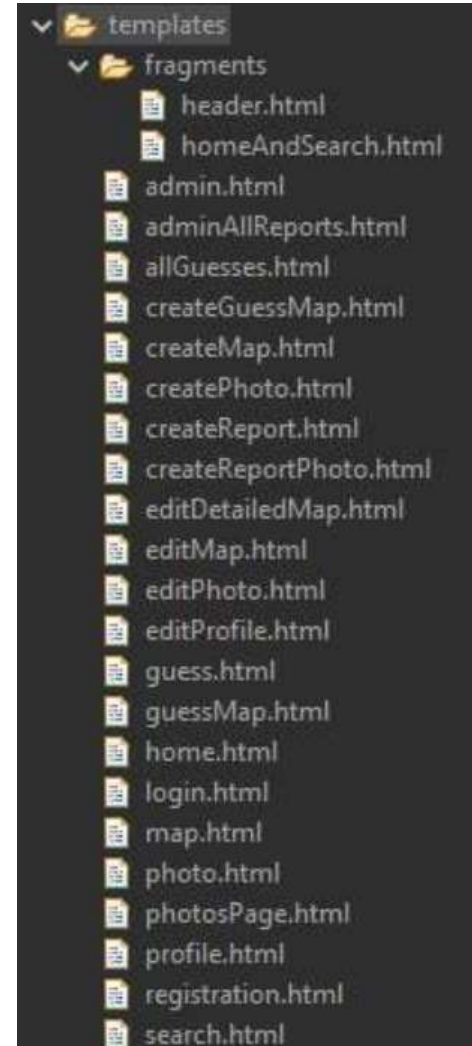 templates
fragments
header.html
homeAndSearch.html
admin.html
adminAllReports.html
allGuesses.html
createGuessMap.html
createMap.html
createPhoto.html
createReport.html
createReportPhoto.html
editDetailedMap.html
editMap.html
editPhoto.html
editProfile.html
guess.html
guessMap.html
home.html
login.html
map.html
photo.html
photosPage.html
profile.html
registration.html
search.html